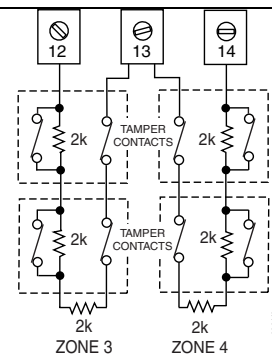 12 13 14
TAMPER
2k CONTACTS 2k
TAMPER
2k CONTACTS 2k
2k 2k
ZONE 3 ZONE 4